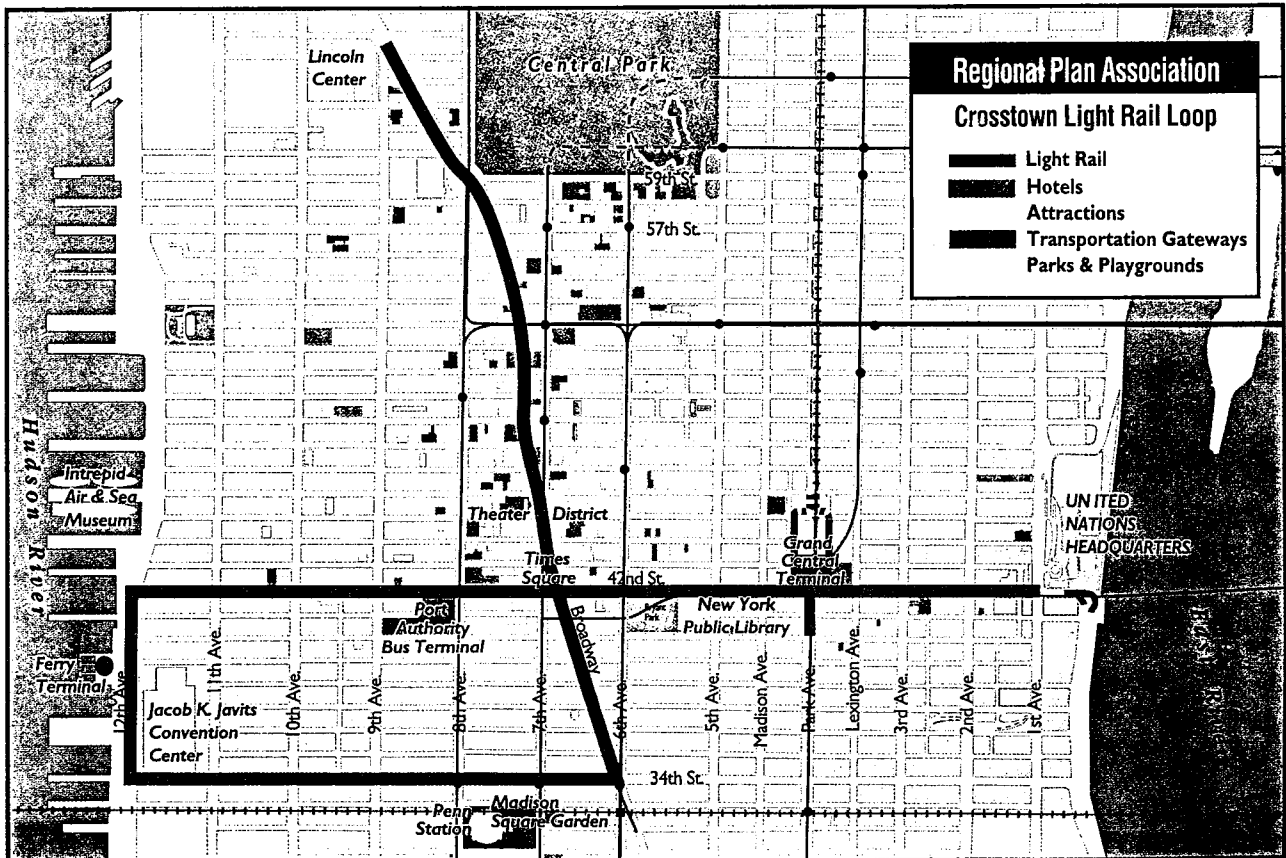 Lincoln
Center
Central Park
Regional Plan Association
Crosstown Light Rail Loop
Light Rail
Hotels
Attractions
Transportation Gateways
Parks & Playgrounds
59th St.
57th St.
Hudson River
Intrepid
Air & Sea
Museum
Theater District
Times
Square
42nd St.
Grand
Central
Terminal
UNITED
NATIONS
HEADQUARTERS
Port
Authority
Bus Terminal
Broadway
Bryant
Park
New York
Public Library
East River
Ferry
Terminal
12th Ave.
11th Ave.
10th Ave.
9th Ave.
8th Ave.
7th Ave.
6th Ave.
5th Ave.
Madison Ave.
Park Ave.
Lexington Ave.
3rd Ave.
2nd Ave.
1st Ave.
Jacob K. Javits
Convention
Center
34th St.
Penn
Station
Madison
Square Garden